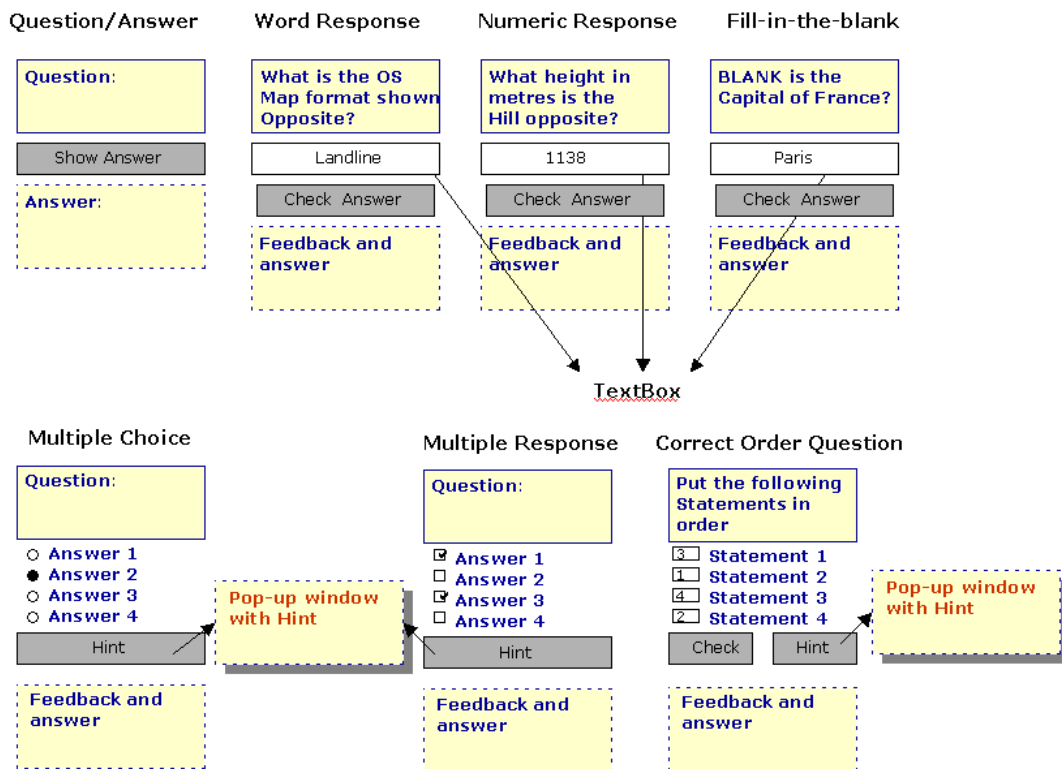 Question/Answer
Word Response
Numeric Response
Fill-in-the-blank
Question:
What is the OS
Map format shown
Opposite?
What height in
metres is the
Hill opposite?
BLANK is the
Capital of France?
Show Answer
Landline
1138
Paris
Check Answer
Check Answer
Check Answer
Answer:
Feedback and
answer
Feedback and
answer
Feedback and
answer
TextBox
Multiple Choice
Multiple Response
Correct Order Question
Question:
Answer 1
Answer 2
Answer 3
Answer 4
Hint
Pop-up window
with Hint
Feedback and
answer
Question:
Answer 1
Answer 2
Answer 3
Answer 4
Hint
Feedback and
answer
Put the following
Statements in
order
3 Statement 1
1 Statement 2
4 Statement 3
2 Statement 4
Check
Hint
Pop-up window
with Hint
Feedback and
answer